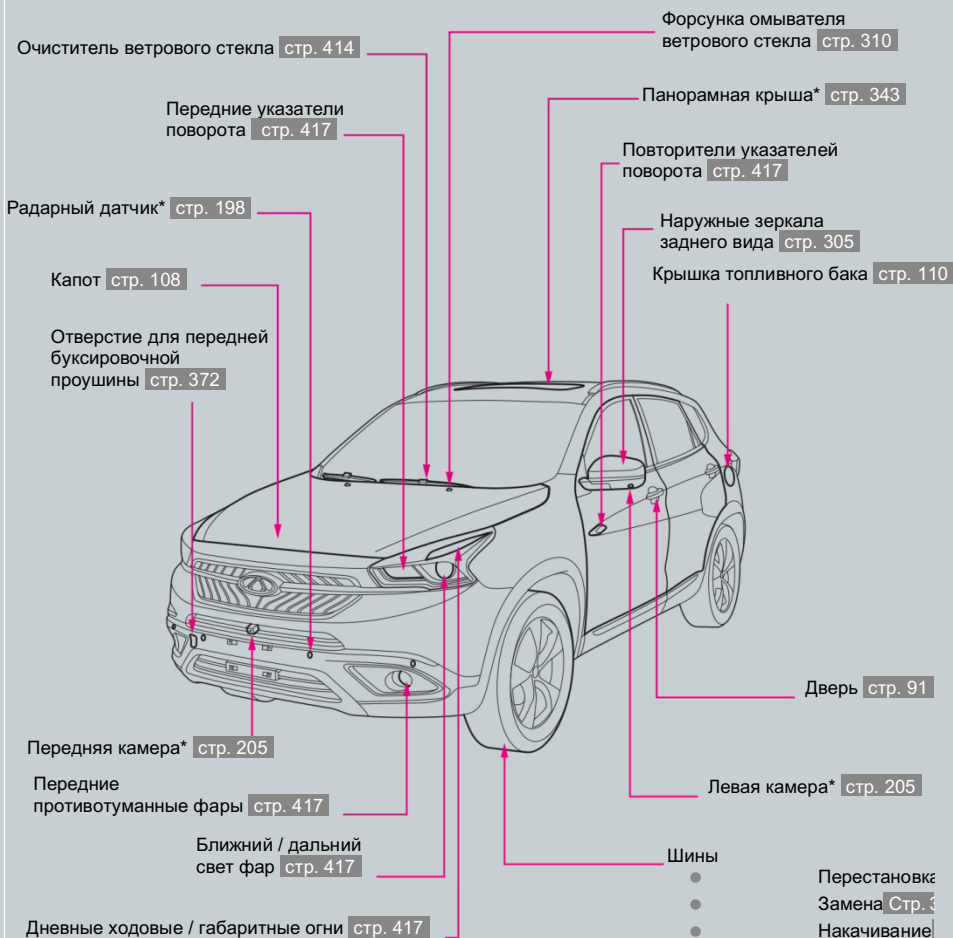 Форсунка омывателя
ветрового стекла стр. 310
Очиститель ветрового стекла стр. 414
Панорамная крыша* стр. 343
Передние указатели
поворота стр. 417
Повторители указателей
поворота стр. 417
Радарный датчик* стр. 198
Наружные зеркала
заднего вида стр. 305
Крышка топливного бака стр. 110
Капот стр. 108
Отверстие для передней
буксировочной
проушины стр. 372
Дверь стр. 91
Передняя камера* стр. 205
Передние
противотуманные фары стр. 417
Левая камера* стр. 205
Ближний / дальний
свет фар стр. 417
Шины
Перестановка
Замена Стр.
Накачивание
Дневные ходовые / габаритные огни стр. 417